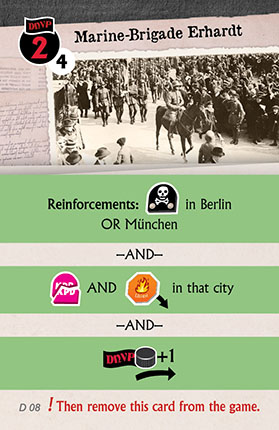 DNVP
2
4
Marine-Brigade Erhardt
Reinforcements: in Berlin
OR München
—AND—
KPD AND in that city
—AND—
DNVP +1
D 08 ! Then remove this card from the game.